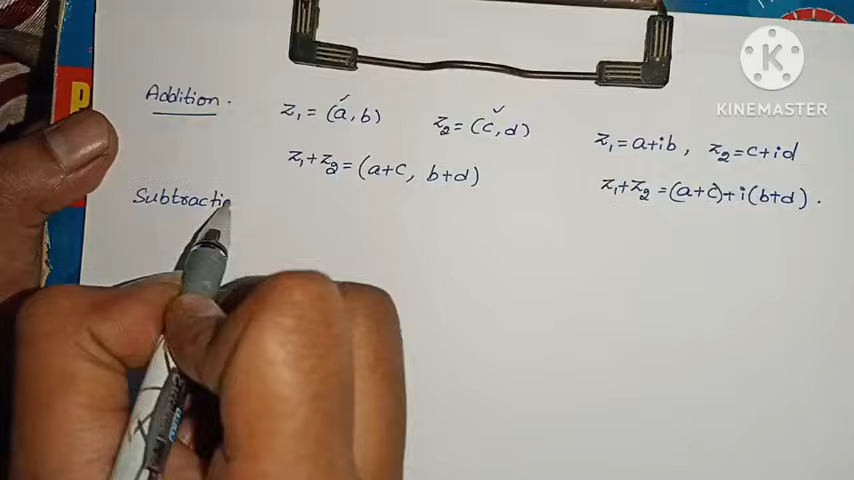 K
KINEMASTER
P
Addition.
z₁ = (a, b)
z₂ = (c, d)
z₁ = a+ib, z₂ = c+id
z₁+z₂ = (a+c, b+d)
z₁+z₂ = (a+c)+i(b+d).
Subtractio